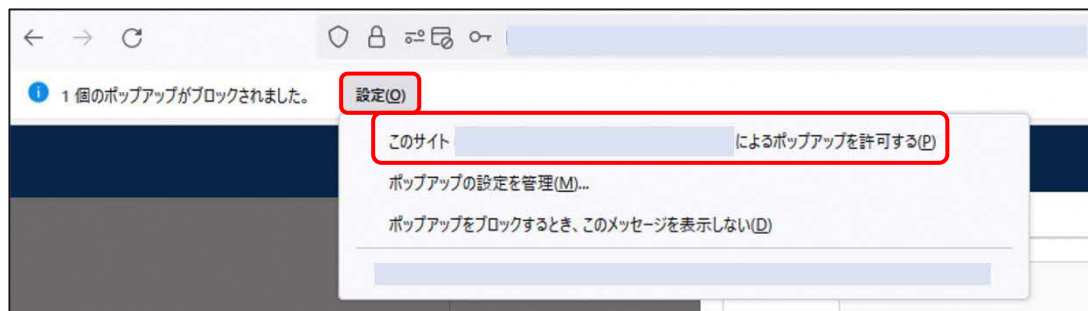 1 個のポップアップがブロックされました。 設定(O)
このサイト によるポップアップを許可する(P)
ポップアップの設定を管理(M)...
ポップアップをブロックするとき、このメッセージを表示しない(D)